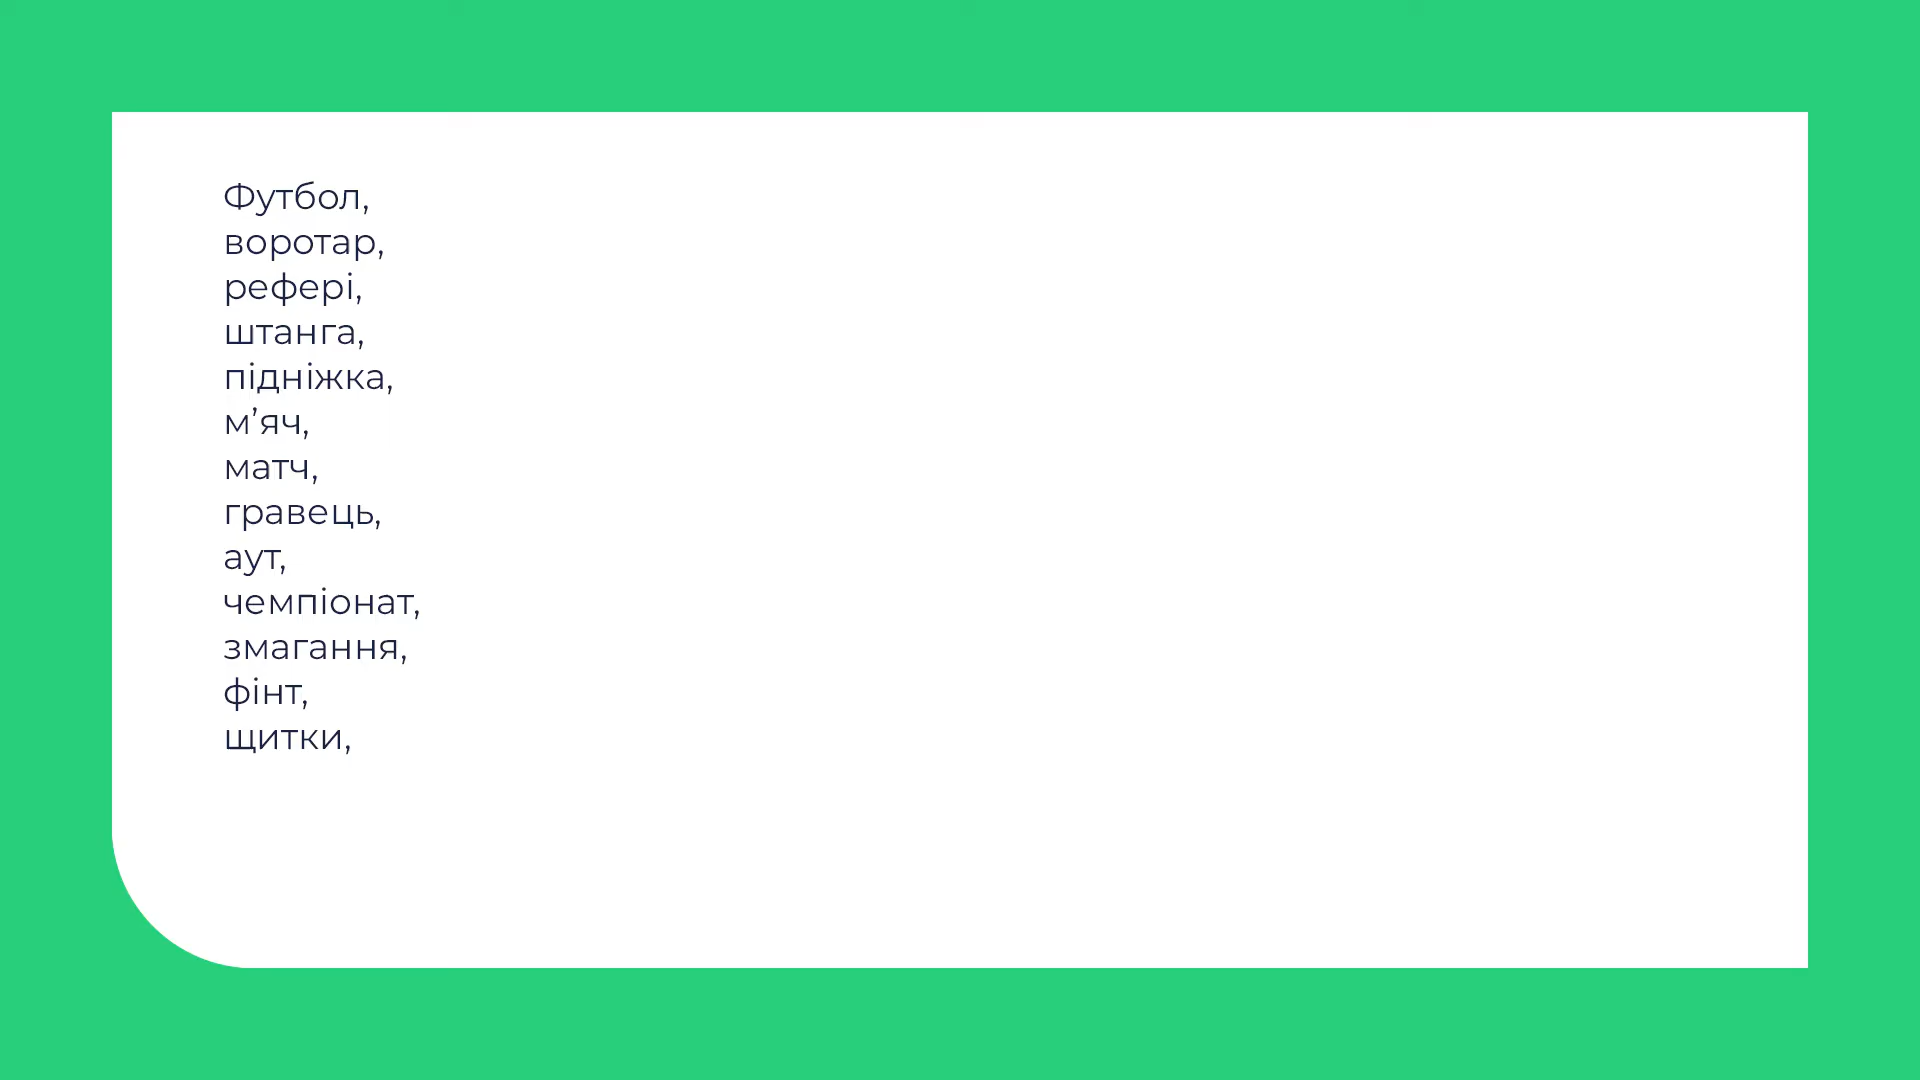 Футбол,
воротар,
рефері,
штанга,
підніжка,
м’яч,
матч,
гравець,
аут,
чемпіонат,
змагання,
фінт,
щитки,